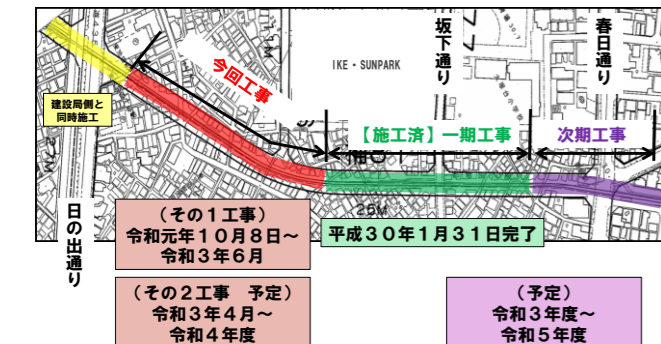 IKE・SUNPARK
坂下通り
春日通り
今回工事
建設局側と
同時施工
【施工済】一期工事
次期工事
25M
27M
日の出通り
（その１工事）
令和元年１０月８日～
令和３年６月
平成３０年１月３１日完了
（その２工事　予定）
令和３年４月～
令和４年度
（予定）
令和３年度～
令和５年度